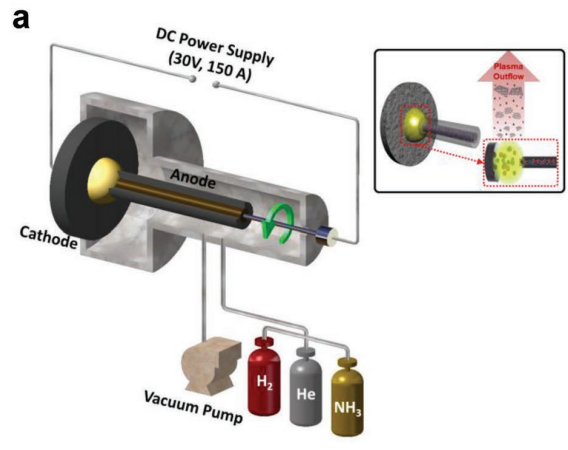 a
DC Power Supply
(30V, 150 A)
Plasma
Outflow
Anode
Cathode
Vacuum Pump
H2
He
NH3